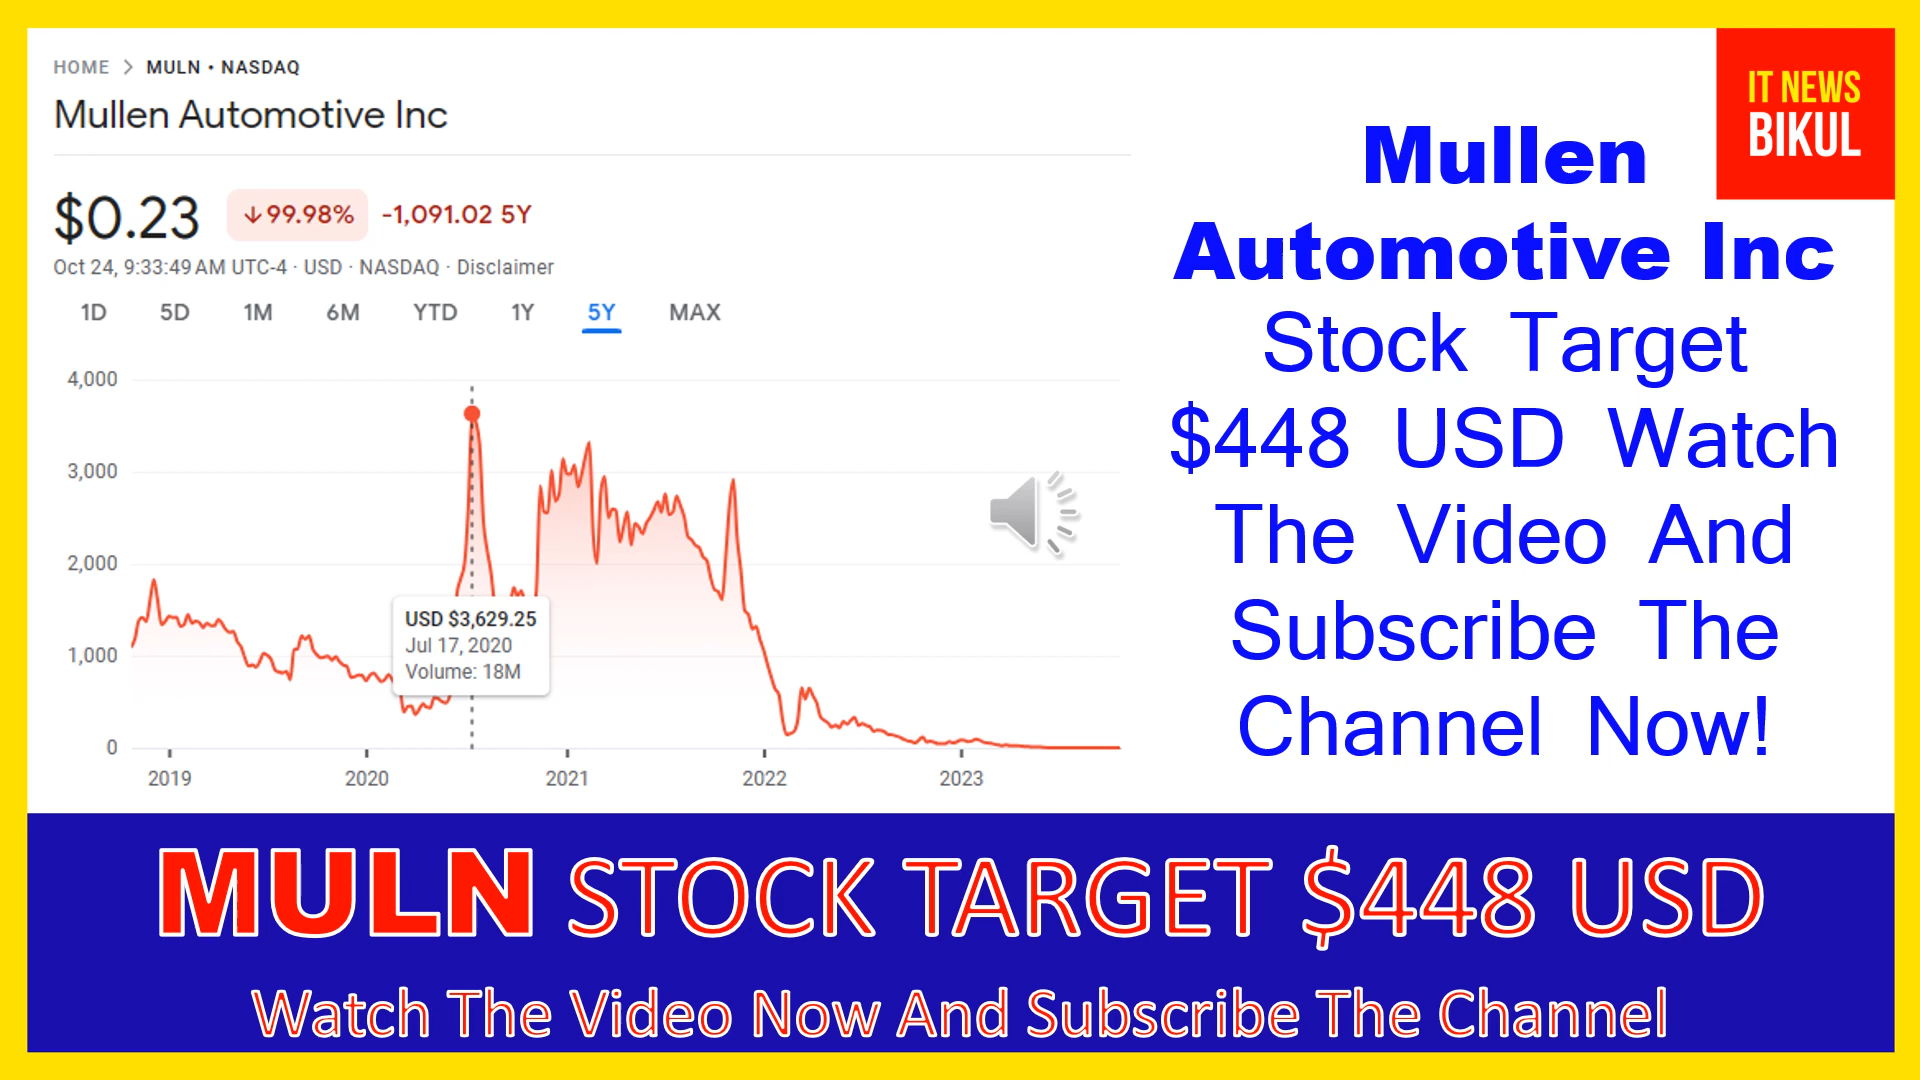 HOME > MULN • NASDAQ
Mullen Automotive Inc
$0.23 ↓99.98% -1,091.02 5Y
Oct 24, 9:33:49 AM UTC-4 · USD · NASDAQ · Disclaimer
1D 5D 1M 6M YTD 1Y 5Y MAX
4,000
3,000
2,000
1,000
0
USD $3,629.25
Jul 17, 2020
Volume: 18M
2019 2020 2021 2022 2023
IT NEWS
BIKUL
Mullen
Automotive Inc
Stock Target
$448 USD Watch
The Video And
Subscribe The
Channel Now!
MULN STOCK TARGET $448 USD
Watch The Video Now And Subscribe The Channel